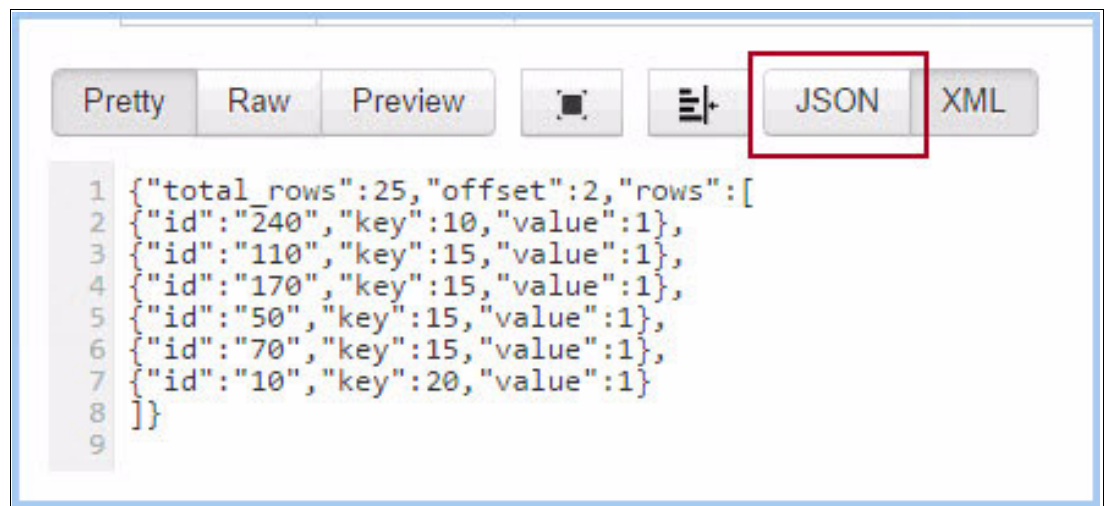 Pretty Raw Preview JSON XML
1 {"total_rows":25,"offset":2,"rows":[
2 {"id":"240","key":10,"value":1},
3 {"id":"110","key":15,"value":1},
4 {"id":"170","key":15,"value":1},
5 {"id":"50","key":15,"value":1},
6 {"id":"70","key":15,"value":1},
7 {"id":"10","key":20,"value":1}
8 ]}
9